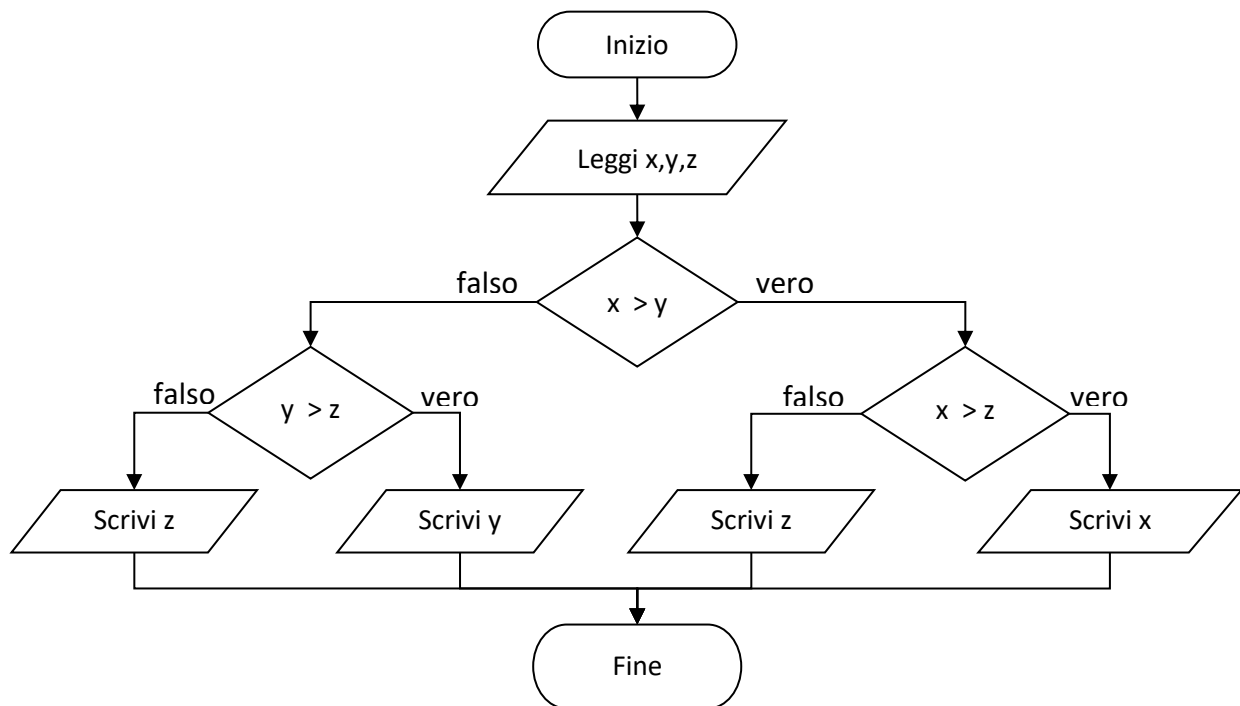 Inizio
Leggi x,y,z
falso
vero
x > y
falso
vero
falso
vero
y > z
x > z
Scrivi z
Scrivi y
Scrivi z
Scrivi x
Fine